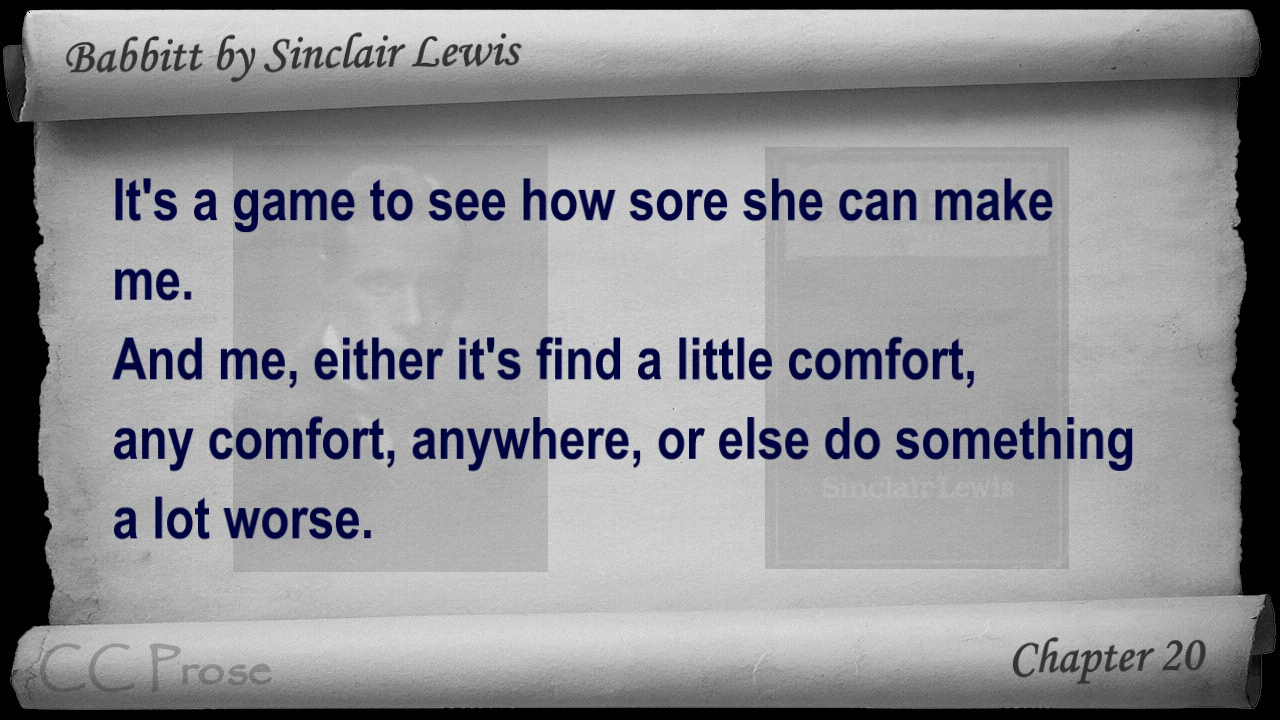 Babbitt by Sinclair Lewis
It's a game to see how sore she can make
me.
And me, either it's find a little comfort,
any comfort, anywhere, or else do something
a lot worse.
Sinclair Lewis
CC Prose
Chapter 20